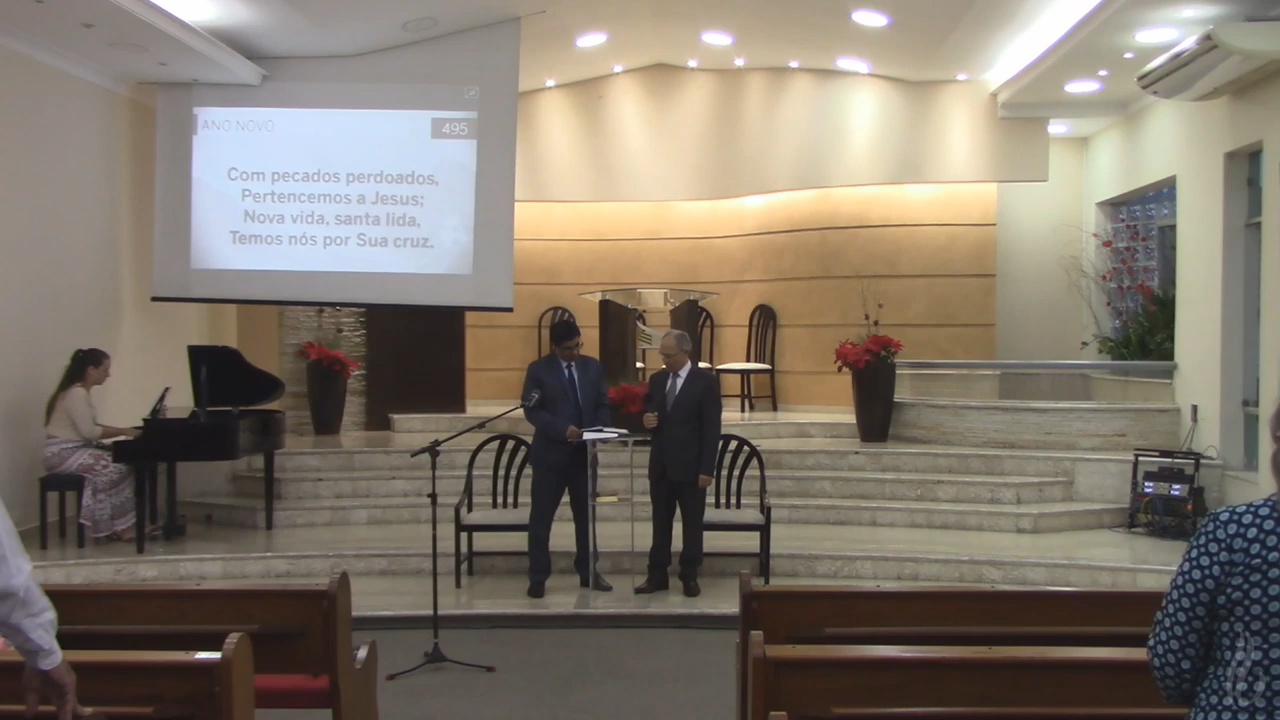 ANO NOVO
495
Com pecados perdoados,
Pertencemos a Jesus;
Nova vida, santa lida,
Temos nós por Sua cruz.